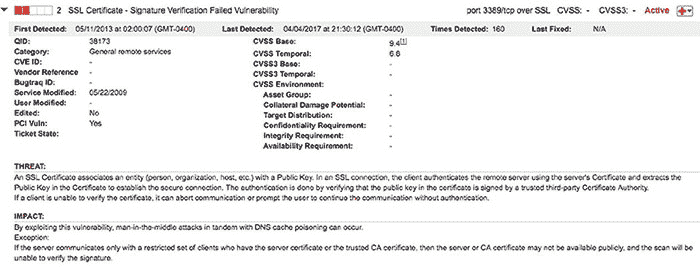 2 SSL Certificate - Signature Verification Failed Vulnerability port 3389/tcp over SSL CVSS: - CVSS3: - Active
First Detected: 05/11/2013 at 02:00:07 (GMT-0400) Last Detected: 04/04/2017 at 21:30:12 (GMT-0400) Times Detected: 160 Last Fixed: N/A
QID: 38173 CVSS Base: 9.4[1]
Category: General remote services CVSS Temporal: 6.8
CVE ID: - CVSS3 Base: -
Vendor Reference - CVSS3 Temporal: -
Bugtraq ID: - CVSS Environment:
Service Modified: 05/22/2009 Asset Group: -
User Modified: - Collateral Damage Potential: -
Edited: No Target Distribution: -
PCI Vuln: Yes Confidentiality Requirement: -
Ticket State: Integrity Requirement: -
Availability Requirement: -
THREAT:
An SSL Certificate associates an entity (person, organization, host, etc.) with a Public Key. In an SSL connection, the client authenticates the remote server using the server's Certificate and extracts the
Public Key in the Certificate to establish the secure connection. The authentication is done by verifying that the public key in the certificate is signed by a trusted third-party Certificate Authority.
If a client is unable to verify the certificate, it can abort communication or prompt the user to continue the communication without authentication.
IMPACT:
By exploiting this vulnerability, man-in-the-middle attacks in tandem with DNS cache poisoning can occur.
Exception:
If the server communicates only with a restricted set of clients who have the server certificate or the trusted CA certificate, then the server or CA certificate may not be available publicly, and the scan will be
unable to verify the signature.